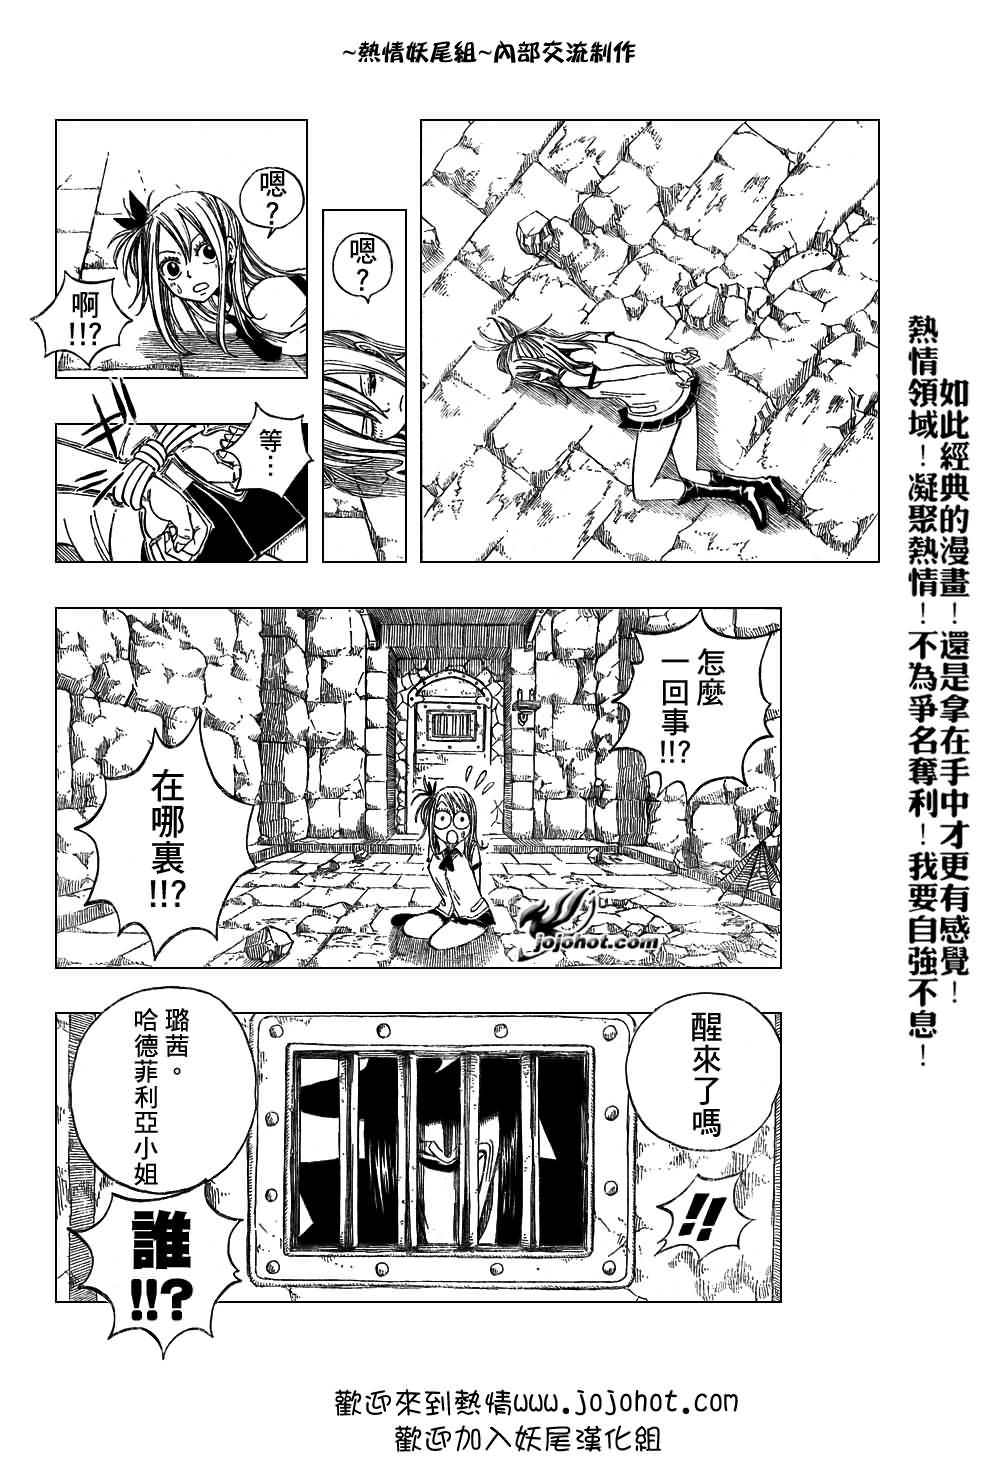 ~熱情妖尾組~內部交流制作
嗯?
嗯?
啊!!?
等…
怎麼
一回事!!?
在哪裏!!?
jojohot.com
醒來了嗎
!!
璐茜。
哈德菲利亞小姐
誰!!?
如此經典的漫畫!還是拿在手中才更有感覺!
熱情領域!凝聚熱情!不為爭名奪利!我要自強不息!
歡迎來到熱情www.jojohot.com
歡迎加入妖尾漢化組